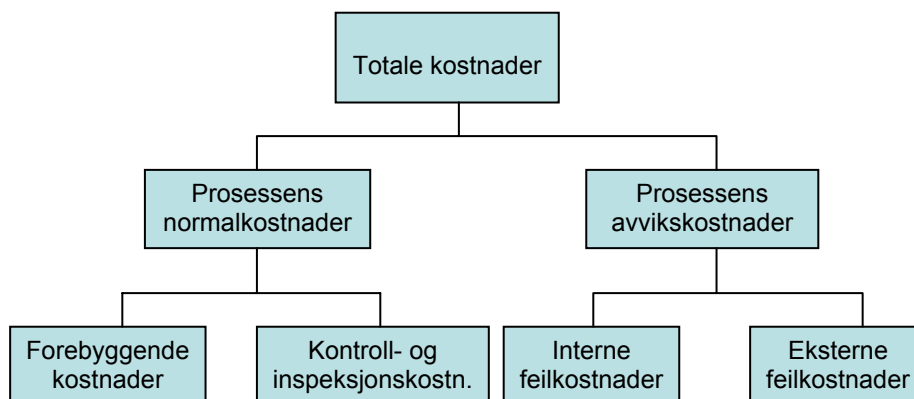 Totale kostnader
Prosessens
normalkostnader
Prosessens
avvikskostnader
Forebyggende
kostnader
Kontroll- og
inspeksjonskostn.
Interne
feilkostnader
Eksterne
feilkostnader